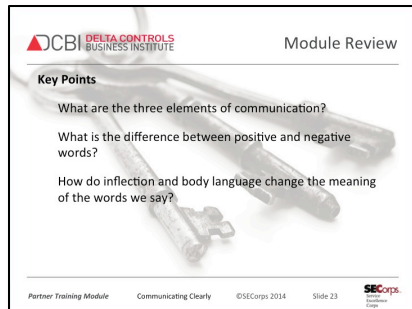 DCBI DELTA CONTROLS
BUSINESS INSTITUTE
Module Review
Key Points
What are the three elements of communication?
What is the difference between positive and negative
words?
How do inflection and body language change the meaning
of the words we say?
Partner Training Module Communicating Clearly ©SECorps 2014 Slide 23
SECorps.
Service
Excellence
Corps